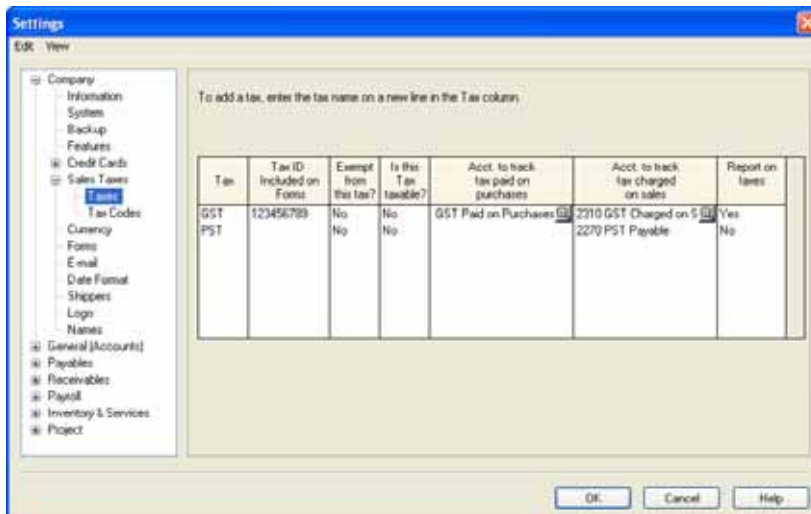 Settings
Edit View
Company
Information
System
Backup
Features
Credit Cards
Sales Taxes
Taxes
Tax Codes
Currency
Forms
E-mail
Date Format
Shippers
Logo
Names
General (Accounts)
Payables
Receivables
Payroll
Inventory & Services
Project
To add a tax, enter the tax name on a new line in the Tax column.
Tax
Tax ID
Included on
Forms
Exempt
from
this tax?
Is this
Tax
taxable?
Acct. to track
tax paid on
purchases
Acct. to track
tax charged
on sales
Report on
taxes
GST 123456789 No No GST Paid on Purchases 2310 GST Charged on S Yes
PST No No 2270 PST Payable No
OK Cancel Help